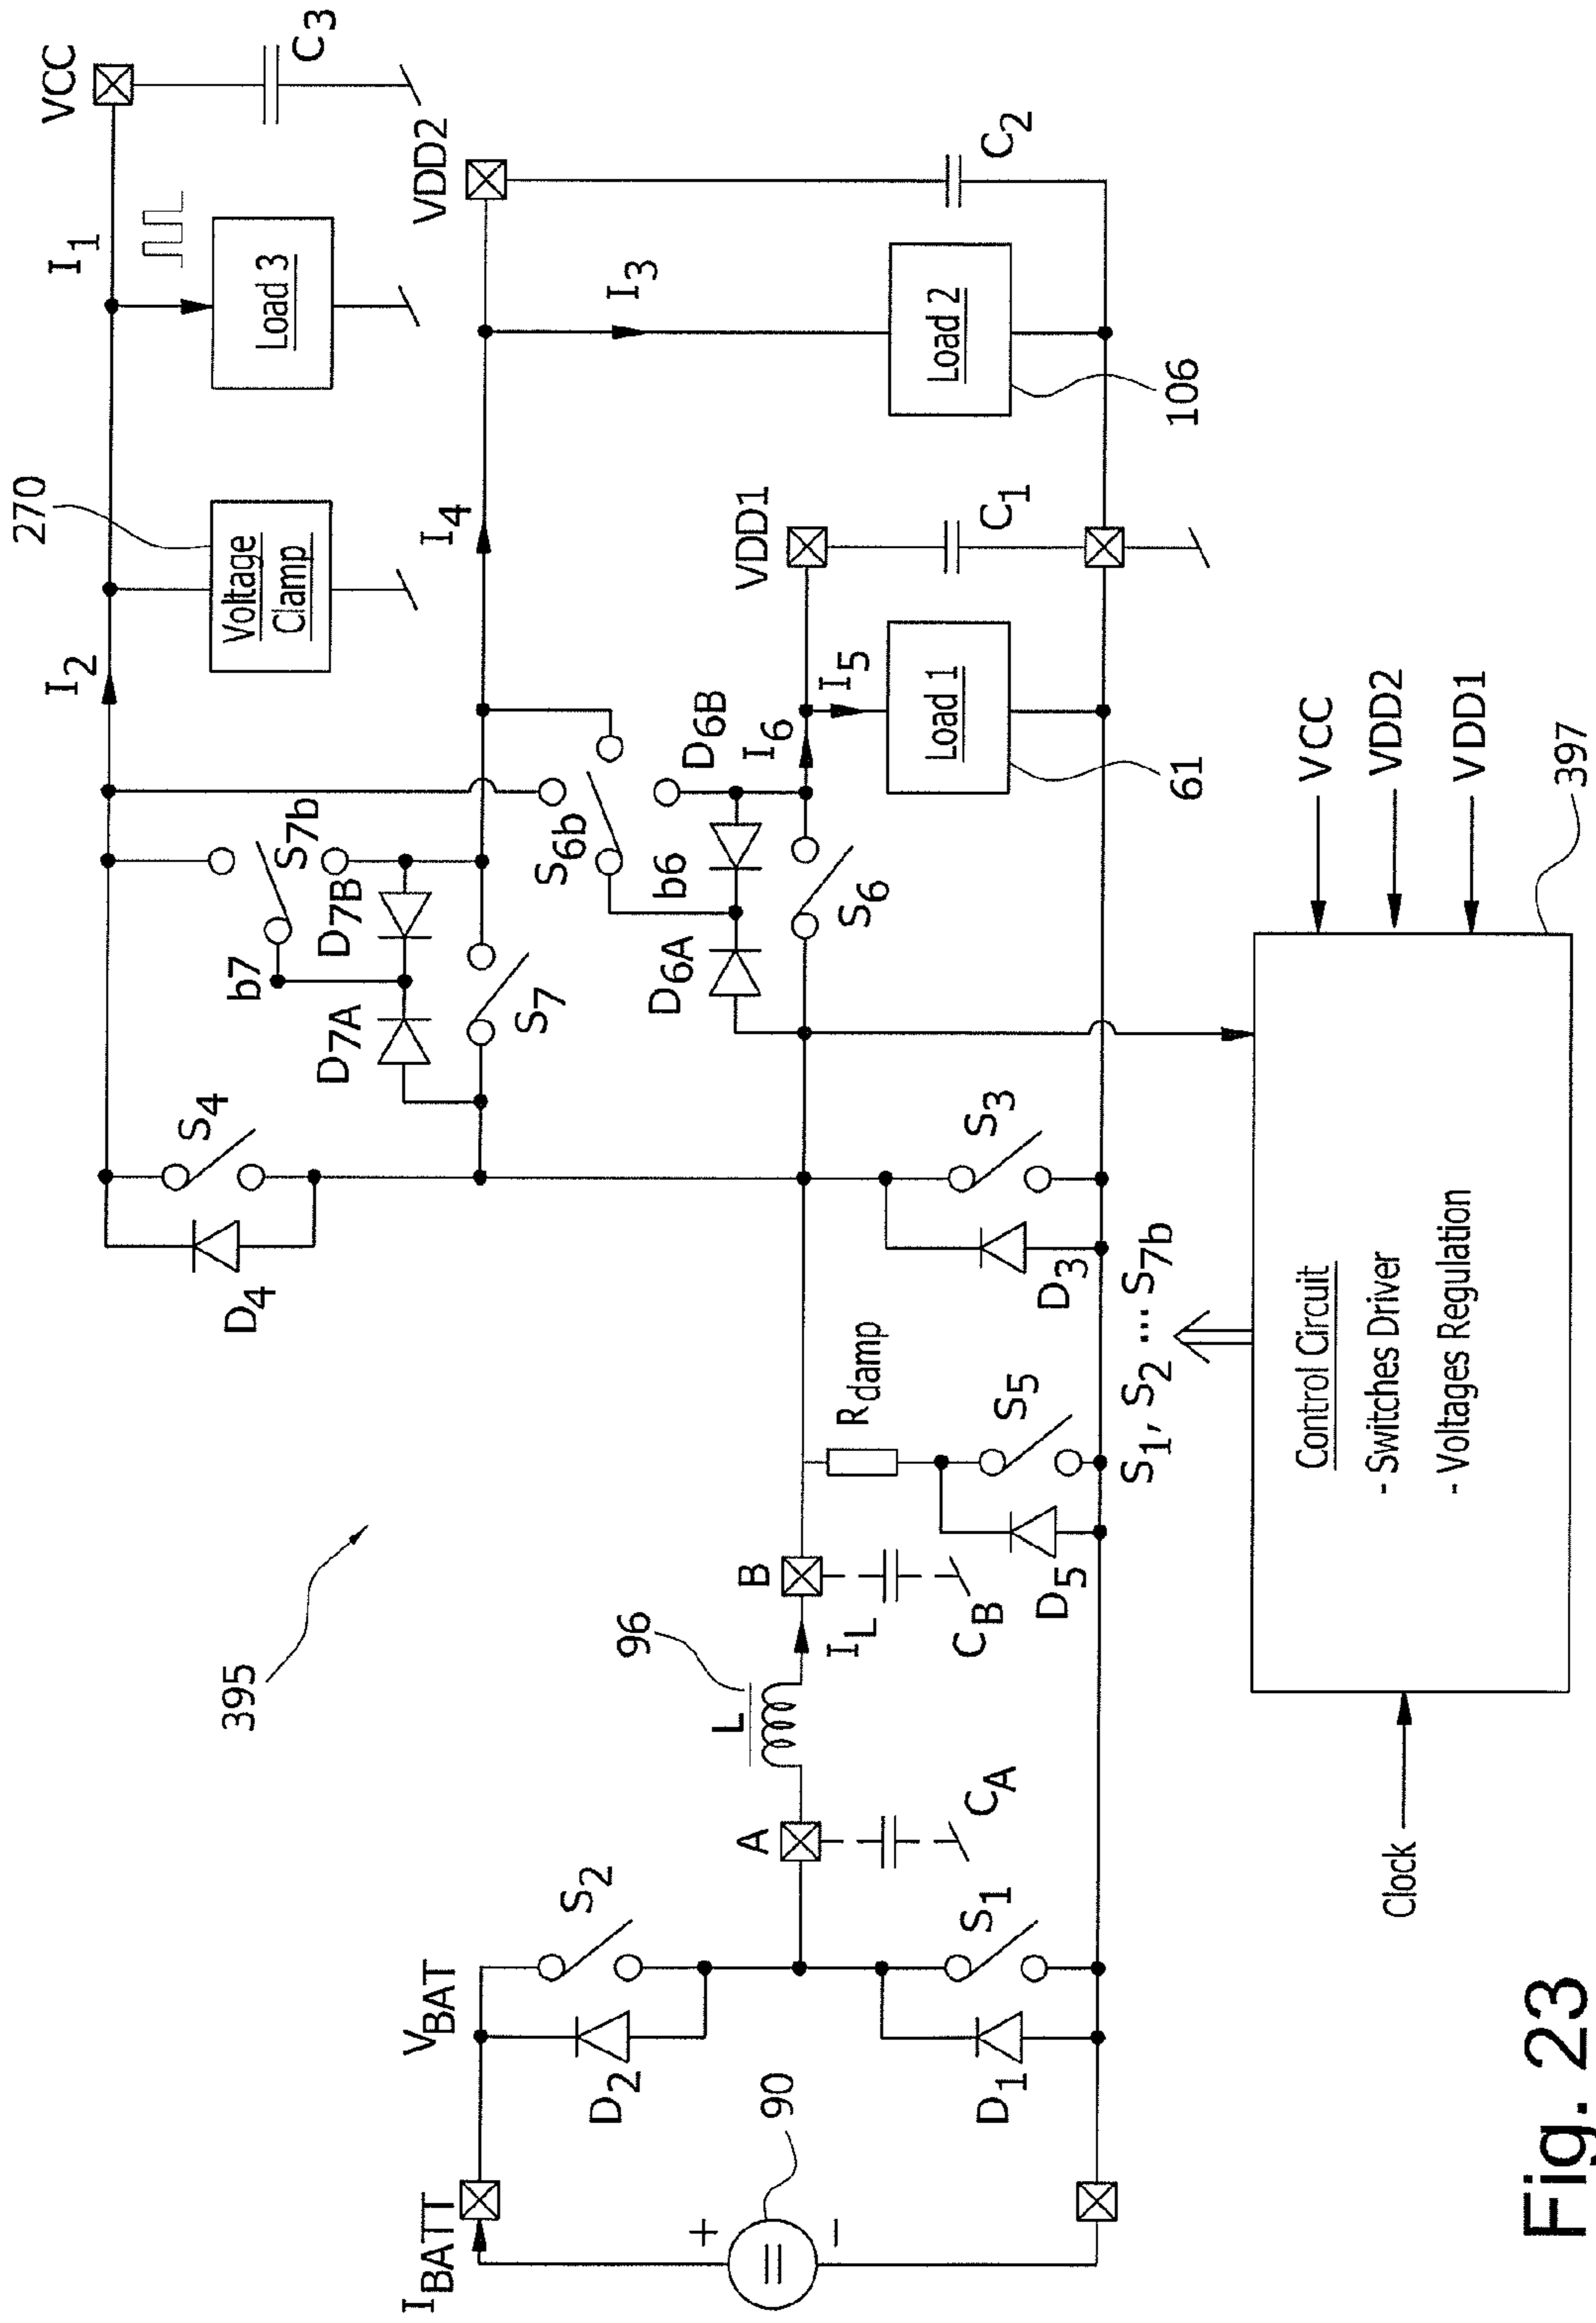 VCC
I1
I2
C3
Load 3
270
Voltage
Clamp
VDD2
I4
I3
C2
Load 2
106
S4
D4
b7
S7b
D7A
D7B
S7
S6b
b6
D6A
D6B
S6
I6
I5
VDD1
C1
Load 1
61
395
IBATT
VBAT
S2
D2
90
+
−
S1
D1
A
CA
L
96
IL
B
CB
Rdamp
S5
D5
S3
D3
S1, S2 ... S7b
Control Circuit
- Switches Driver
- Voltages Regulation
Clock
VCC
VDD2
VDD1
397
Fig. 23